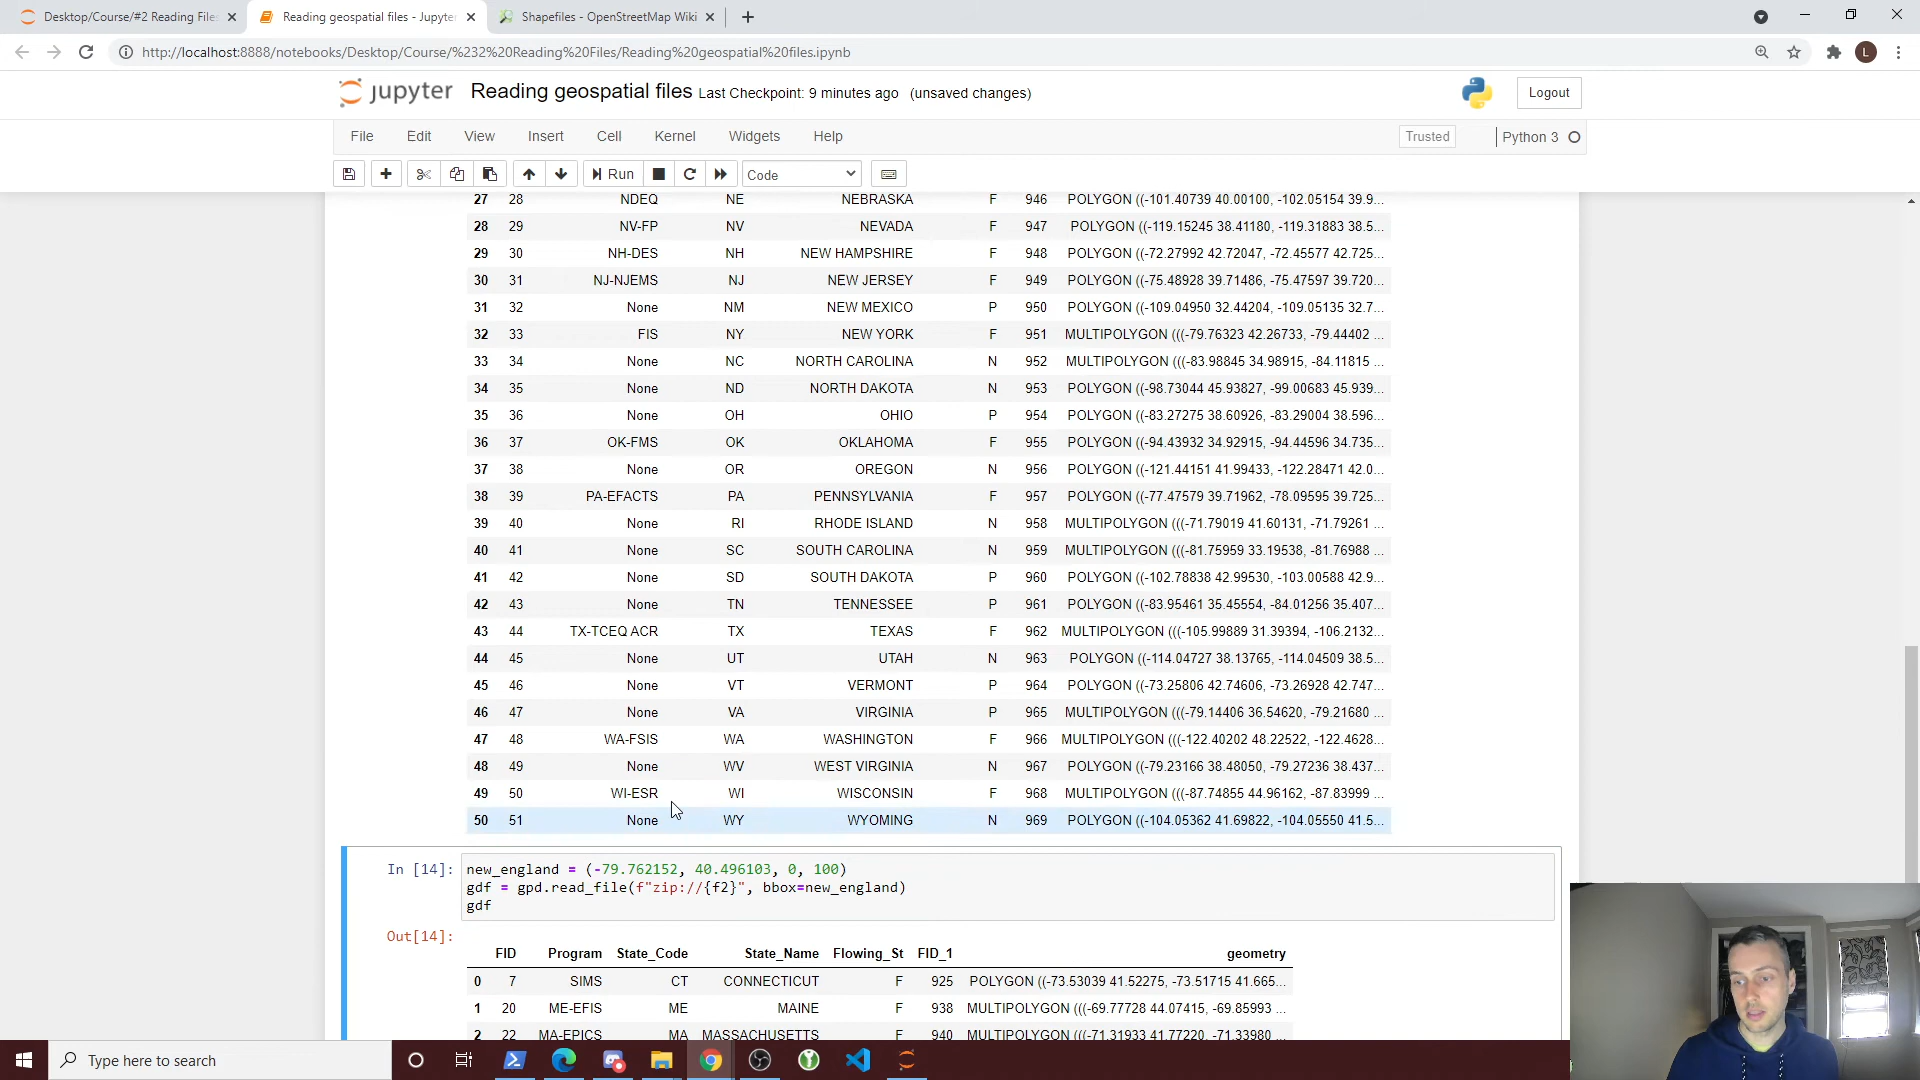 Desktop/Course/#2 Reading File
Reading geospatial files - Jupyte
Shapefiles - OpenStreetMap Wiki
http://localhost:8888/notebooks/Desktop/Course/%232%20Reading%20Files/Reading%20geospatial%20files.ipynb
L
jupyter Reading geospatial files Last Checkpoint: 9 minutes ago (unsaved changes)
Logout
File Edit View Insert Cell Kernel Widgets Help
Trusted Python 3
Run Code
27 28 NDEQ NE NEBRASKA F 946 POLYGON ((-101.40739 40.00100, -102.05154 39.9...
28 29 NV-FP NV NEVADA F 947 POLYGON ((-119.15245 38.41180, -119.31883 38.5...
29 30 NH-DES NH NEW HAMPSHIRE F 948 POLYGON ((-72.27992 42.72047, -72.45577 42.725...
30 31 NJ-NJEMS NJ NEW JERSEY F 949 POLYGON ((-75.48928 39.71486, -75.47597 39.720...
31 32 None NM NEW MEXICO P 950 POLYGON ((-109.04950 32.44204, -109.05135 32.7...
32 33 FIS NY NEW YORK F 951 MULTIPOLYGON (((-79.76323 42.26733, -79.44402 ...
33 34 None NC NORTH CAROLINA N 952 MULTIPOLYGON (((-83.98845 34.98915, -84.11815 ...
34 35 None ND NORTH DAKOTA N 953 POLYGON ((-98.73044 45.93827, -99.00683 45.939...
35 36 None OH OHIO P 954 POLYGON ((-83.27275 38.60926, -83.29004 38.596...
36 37 OK-FMS OK OKLAHOMA F 955 POLYGON ((-94.43932 34.92915, -94.44596 34.735...
37 38 None OR OREGON N 956 POLYGON ((-121.44151 41.99433, -122.28471 42.0...
38 39 PA-EFACTS PA PENNSYLVANIA F 957 POLYGON ((-77.47579 39.71962, -78.09595 39.725...
39 40 None RI RHODE ISLAND N 958 MULTIPOLYGON (((-71.79019 41.60131, -71.79261 ...
40 41 None SC SOUTH CAROLINA N 959 MULTIPOLYGON (((-81.75959 33.19538, -81.76988 ...
41 42 None SD SOUTH DAKOTA P 960 POLYGON ((-102.78838 42.99530, -103.00588 42.9...
42 43 None TN TENNESSEE P 961 POLYGON ((-83.95461 35.45554, -84.01256 35.407...
43 44 TX-TCEQ ACR TX TEXAS F 962 MULTIPOLYGON (((-105.99889 31.39394, -106.2132...
44 45 None UT UTAH N 963 POLYGON ((-114.04727 38.13765, -114.04509 38.5...
45 46 None VT VERMONT P 964 POLYGON ((-73.25806 42.74606, -73.26928 42.747...
46 47 None VA VIRGINIA P 965 MULTIPOLYGON (((-79.14406 36.54620, -79.21680 ...
47 48 WA-FSIS WA WASHINGTON F 966 MULTIPOLYGON (((-122.40202 48.22522, -122.4628...
48 49 None WV WEST VIRGINIA N 967 POLYGON ((-79.23166 38.48050, -79.27236 38.437...
49 50 WI-ESR WI WISCONSIN F 968 MULTIPOLYGON (((-87.74855 44.96162, -87.83999 ...
50 51 None WY WYOMING N 969 POLYGON ((-104.05362 41.69822, -104.05550 41.5...
In [14]: new_england = (-79.762152, 40.496103, 0, 100)
gdf = gpd.read_file(f"zip://{f2}", bbox=new_england)
gdf
Out[14]:
FID Program State_Code State_Name Flowing_St FID_1 geometry
0 7 SIMS CT CONNECTICUT F 925 POLYGON ((-73.53039 41.52275, -73.51715 41.665...
1 20 ME-EFIS ME MAINE F 938 MULTIPOLYGON (((-69.77728 44.07415, -69.85993 ...
2 22 MA-EPICS MA MASSACHUSETTS F 940 MULTIPOLYGON (((-71.31933 41.77220, -71.33980 ...
Type here to search